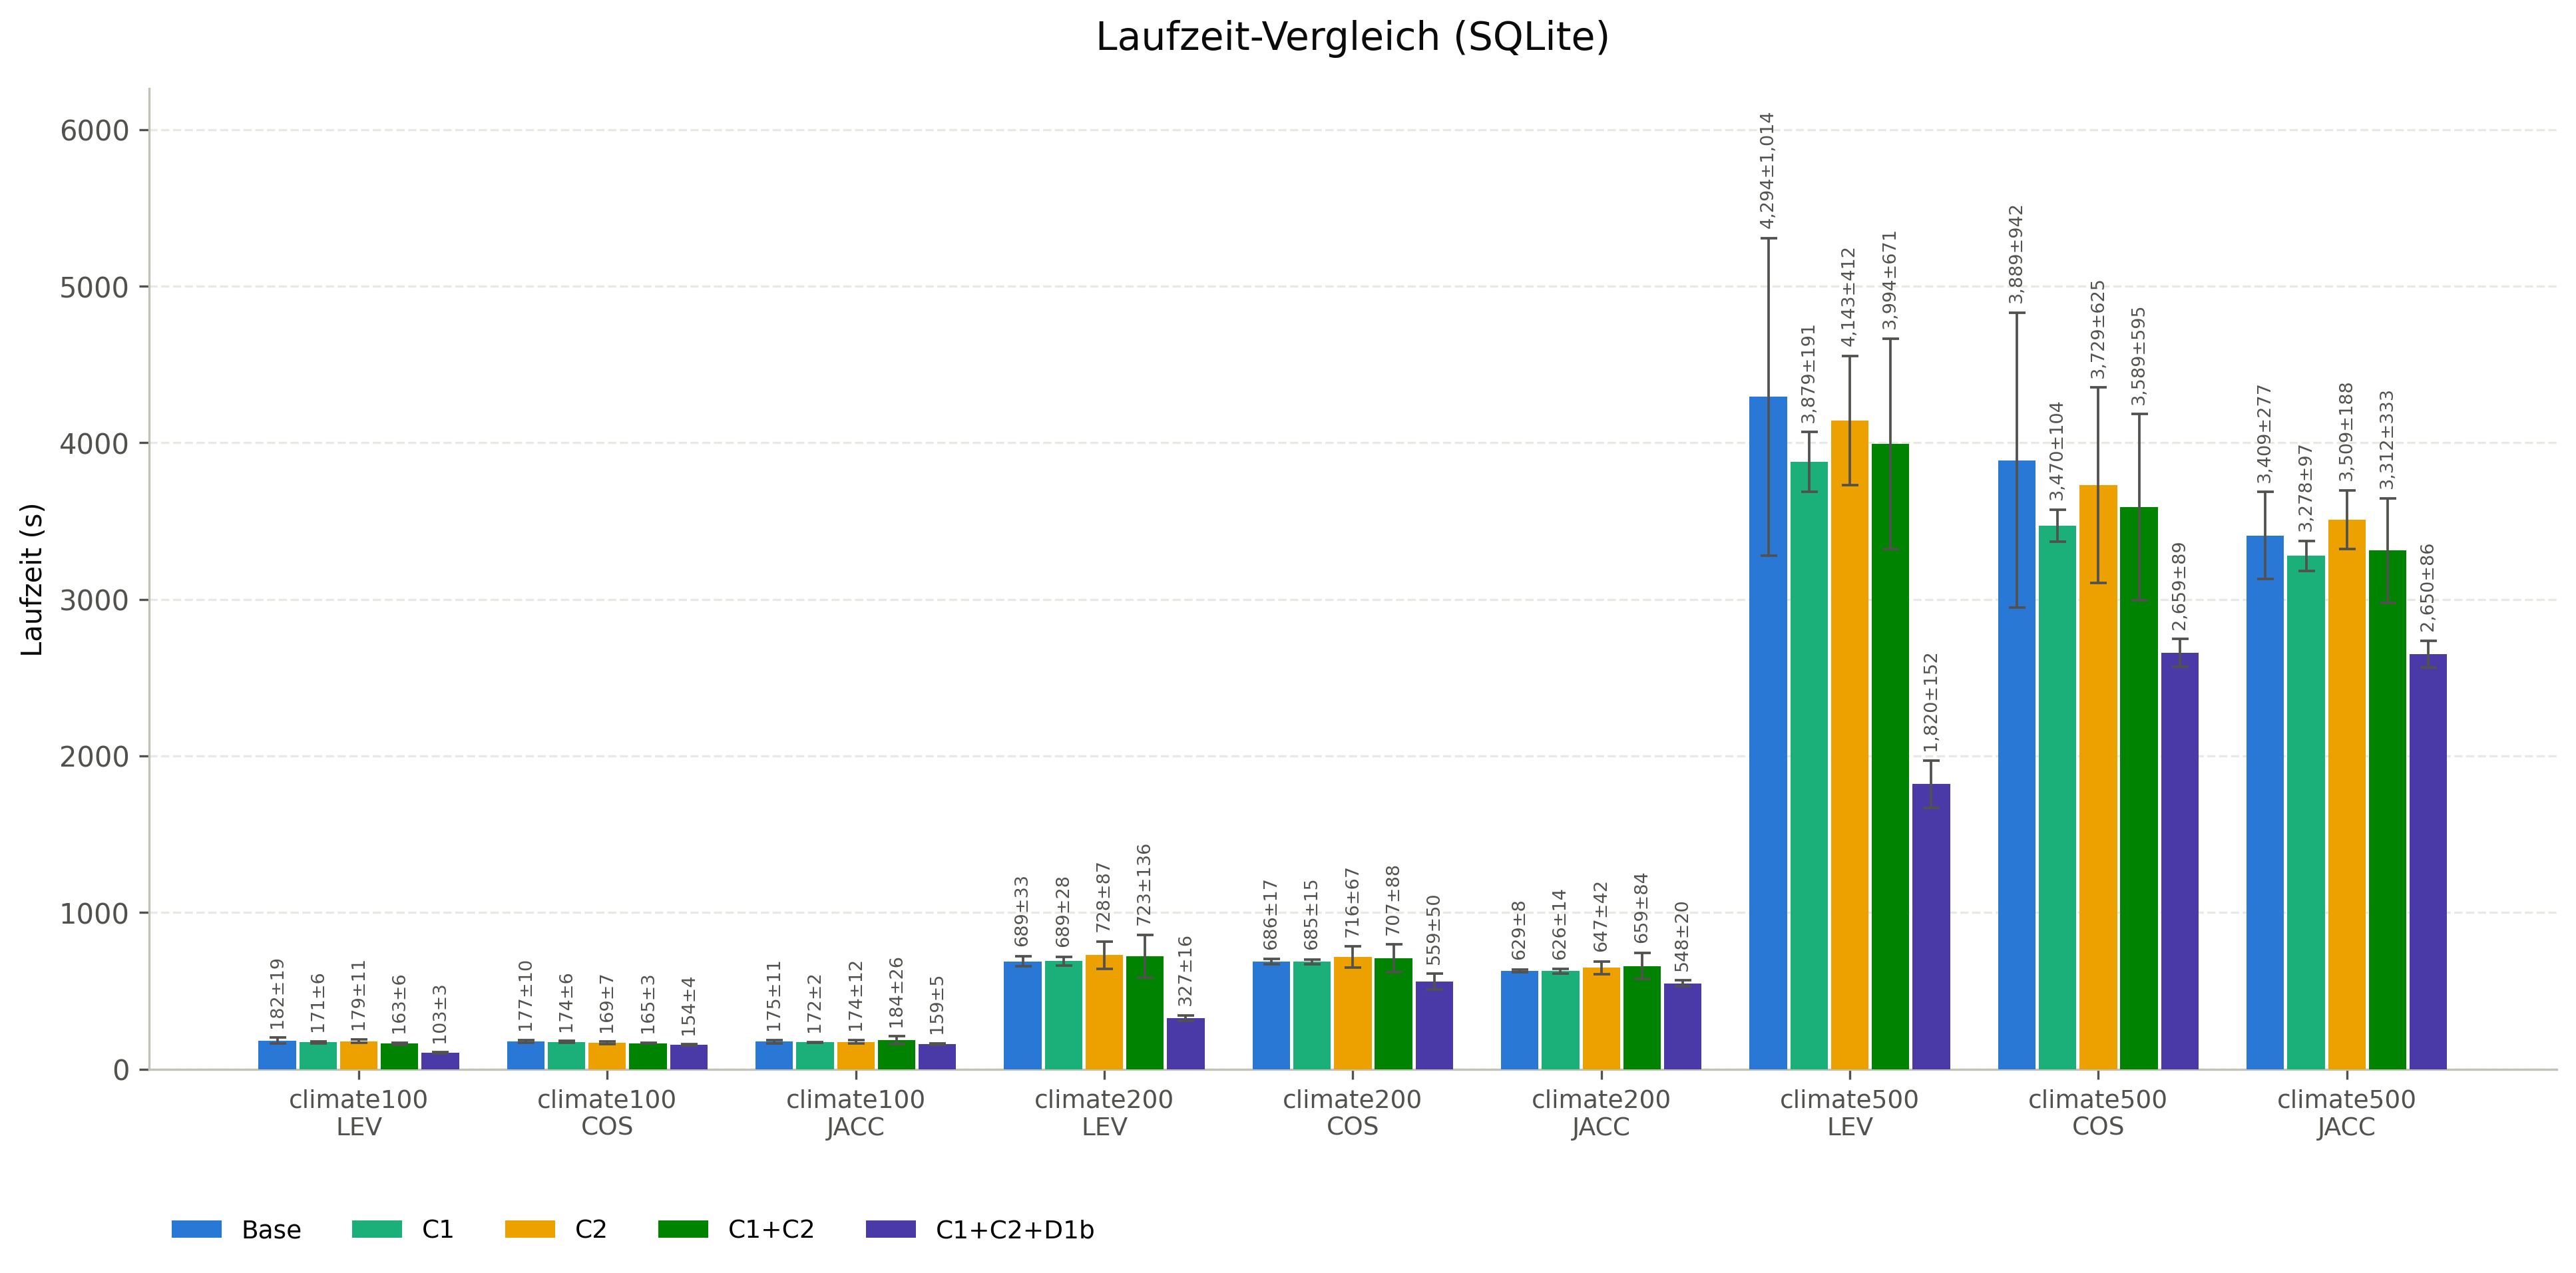 Laufzeit-Vergleich (SQLite)
Laufzeit (s)
6000
5000
4000
3000
2000
1000
0
182±19
171±6
179±11
163±6
103±3
177±10
174±6
169±7
165±3
154±4
175±11
172±2
174±12
184±26
159±5
689±33
689±28
728±87
723±136
327±16
686±17
685±15
716±67
707±88
559±50
629±8
626±14
647±42
659±84
548±20
4,294±1,014
3,879±191
4,143±412
3,994±671
1,820±152
3,889±942
3,470±104
3,729±625
3,589±595
2,659±89
3,409±277
3,278±97
3,509±188
3,312±333
2,650±86
climate100
LEV
climate100
COS
climate100
JACC
climate200
LEV
climate200
COS
climate200
JACC
climate500
LEV
climate500
COS
climate500
JACC
Base
C1
C2
C1+C2
C1+C2+D1b